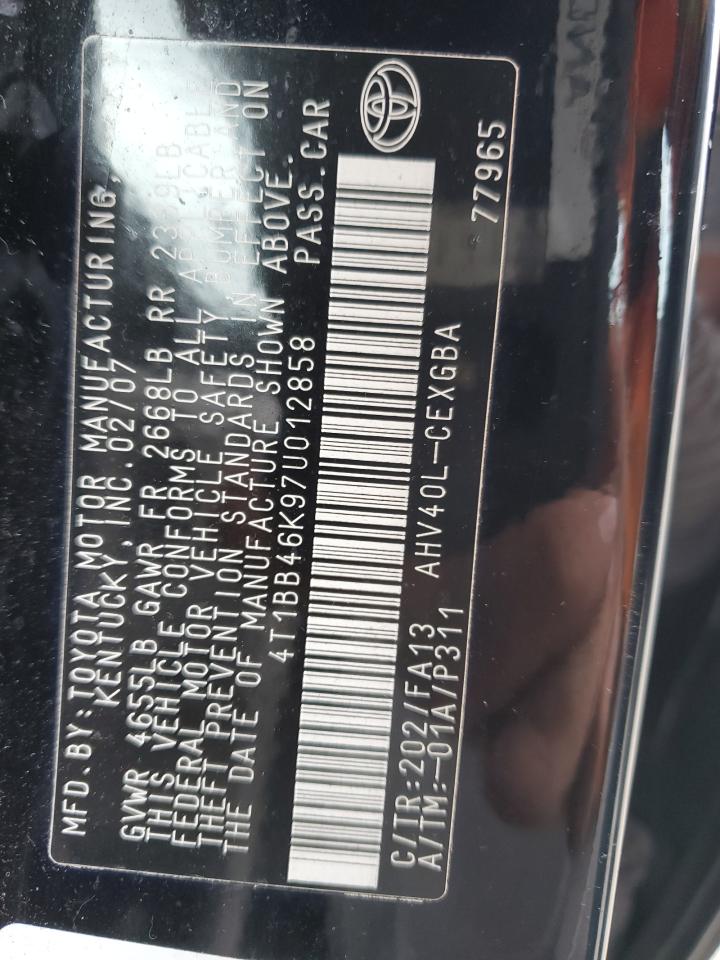 MFD.BY:TOYOTA MOTOR MANUFACTURING,
KENTUCKY, INC.02/07
GVWR 4655LB GAWR FR 2668LB RR
THIS VEHICLE CONFORMS TO ALL APPLICABLE
FEDERAL MOTOR VEHICLE SAFETY BUMPER AND
THEFT PREVENTION STANDARDS IN EFFECT ON
THE DATE OF MANUFACTURE SHOWN ABOVE.
4T1BB46K97U012858 PASS.CAR
C/TR:202/FA13 AHV40L-CEXGBA
A/TM:-01A/P311 77965